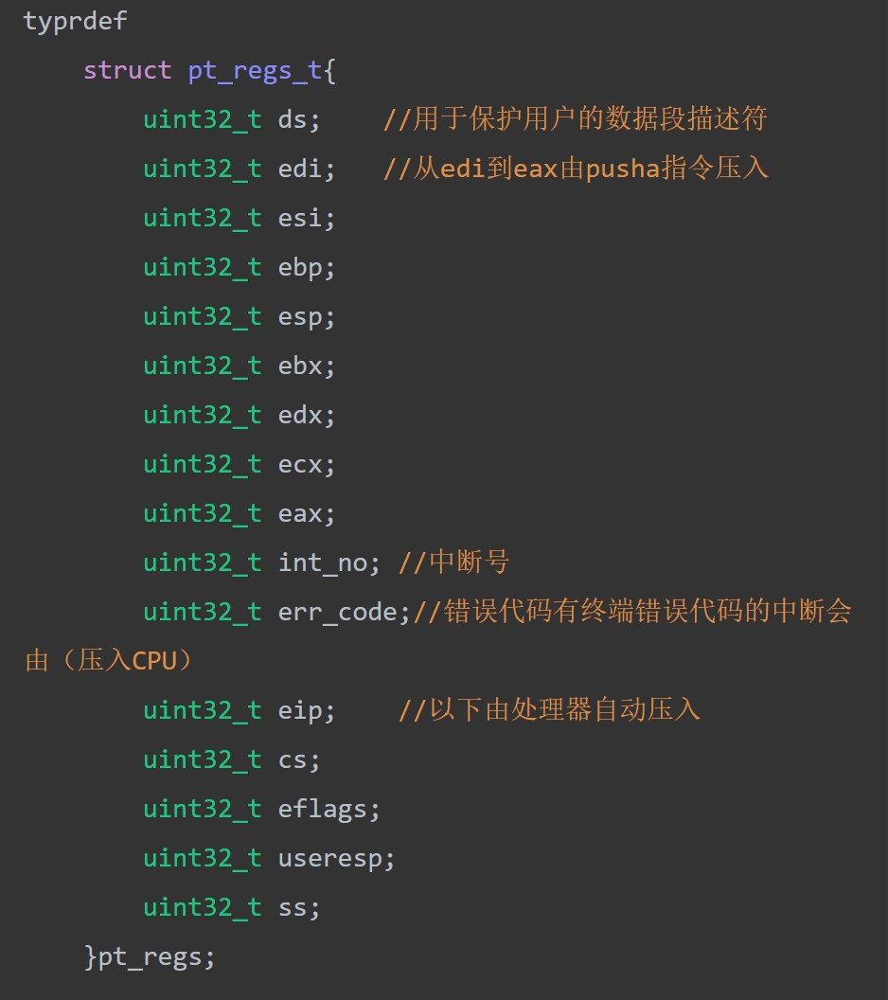 typrdef
struct pt_regs_t{
uint32_t ds; //用于保护用户的数据段描述符
uint32_t edi; //从edi到eax由pusha指令压入
uint32_t esi;
uint32_t ebp;
uint32_t esp;
uint32_t ebx;
uint32_t edx;
uint32_t ecx;
uint32_t eax;
uint32_t int_no; //中断号
uint32_t err_code;//错误代码有终端错误代码的中断会
由（压入CPU）
uint32_t eip; //以下由处理器自动压入
uint32_t cs;
uint32_t eflags;
uint32_t useresp;
uint32_t ss;
}pt_regs;